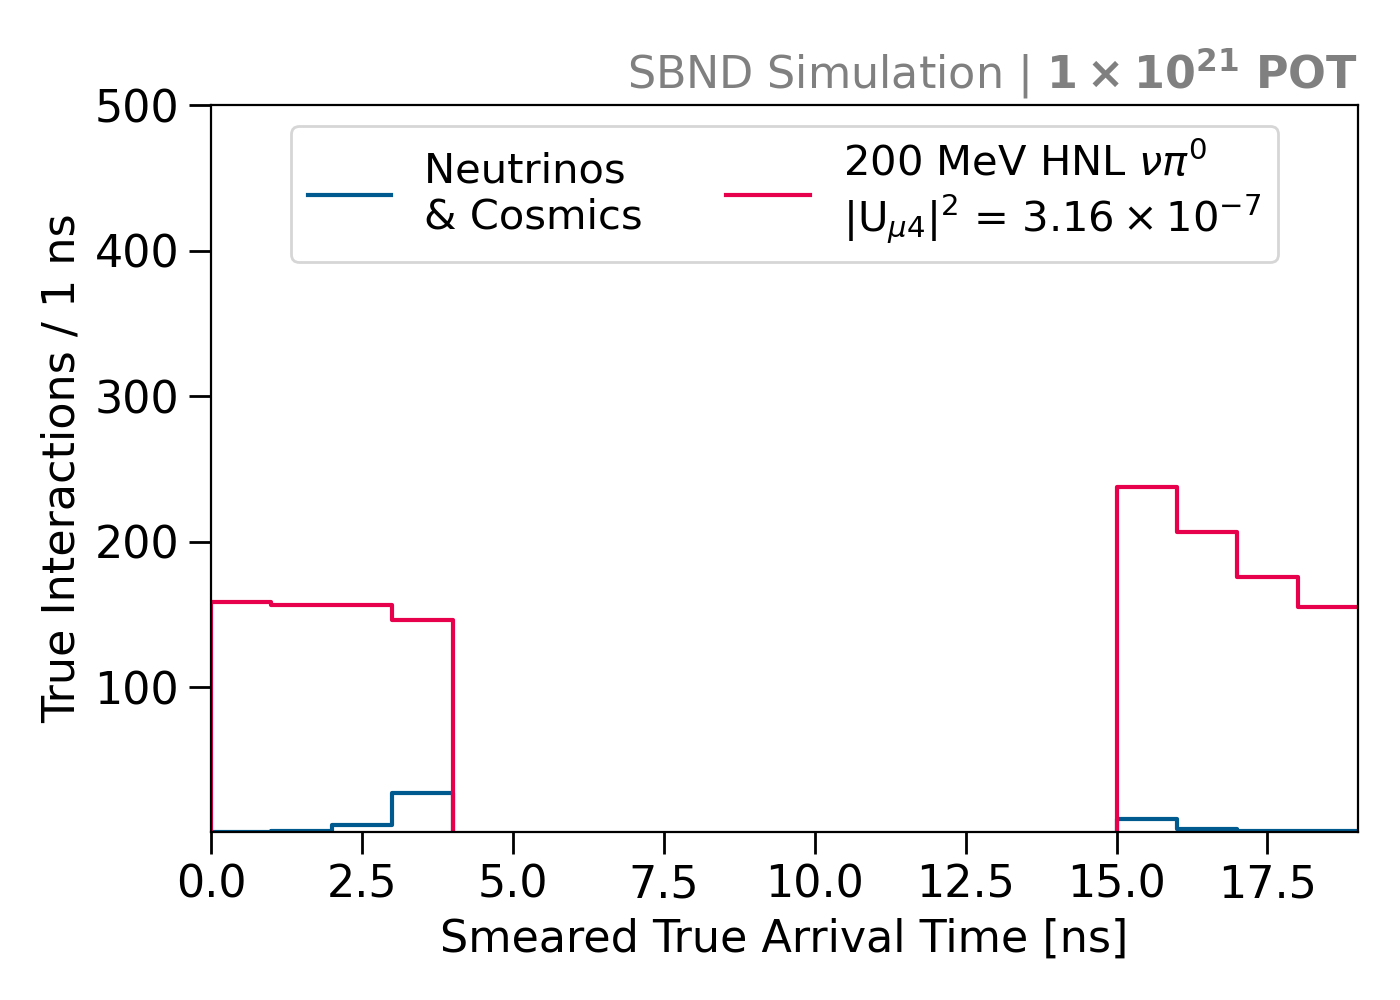 SBND Simulation | 1 × 10²¹ POT
Neutrinos
& Cosmics
200 MeV HNL νπ⁰
|U_μ4|² = 3.16 × 10⁻⁷
True Interactions / 1 ns
500
400
300
200
100
0.0 2.5 5.0 7.5 10.0 12.5 15.0 17.5
Smeared True Arrival Time [ns]